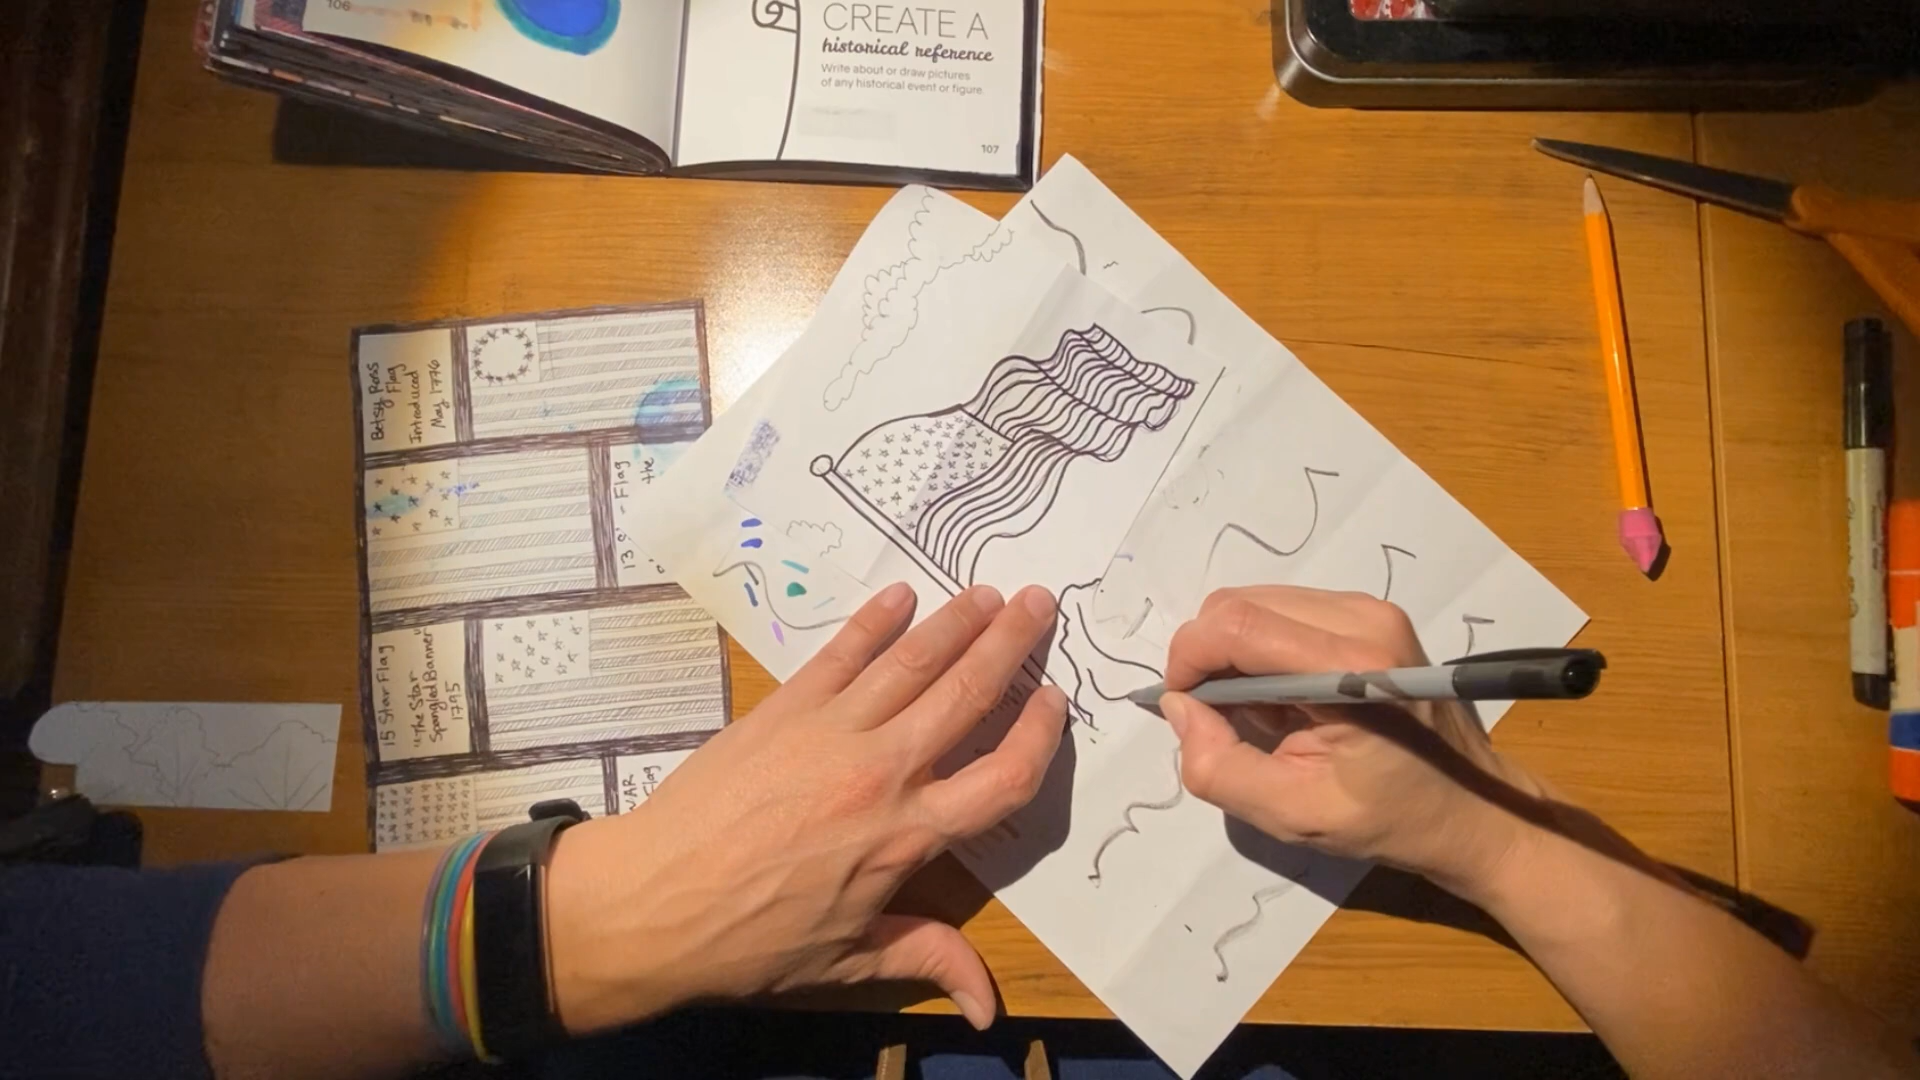 106
CREATE A
historical reference
Write about or draw pictures
of any historical event or figure.
107
Betsy Ross
Flag
Introduced
May 1776
- Flag
the
15 Star Flag
"The Star
Spangled Banner"
1795
WAR
Flag